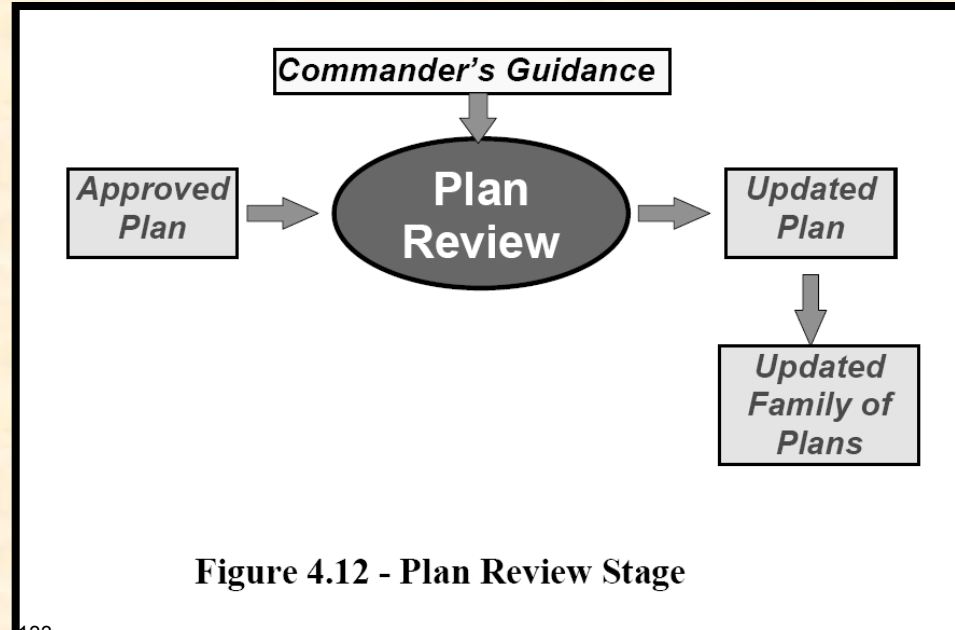 Commander's Guidance
Approved
Plan
Plan
Review
Updated
Plan
Updated
Family of
Plans
Figure 4.12 - Plan Review Stage